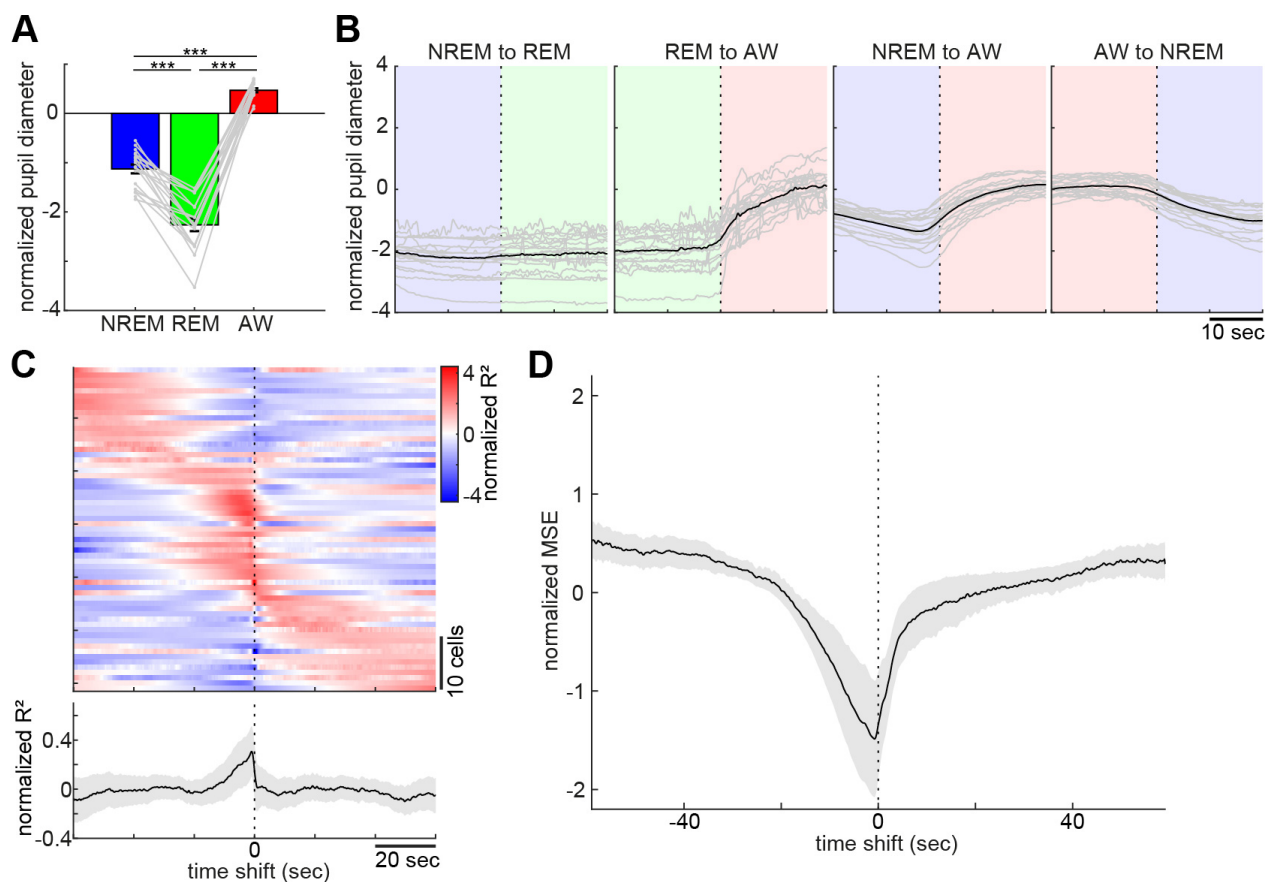 A
***
***
***
normalized pupil diameter
0
-2
-4
NREM
REM
AW
B
NREM to REM
REM to AW
NREM to AW
AW to NREM
normalized pupil diameter
4
2
0
-2
-4
10 sec
C
4
0
-4
normalized R²
10 cells
normalized R²
0.4
0
-0.4
0
time shift (sec)
20 sec
D
normalized MSE
2
1
0
-1
-2
-40
0
40
time shift (sec)